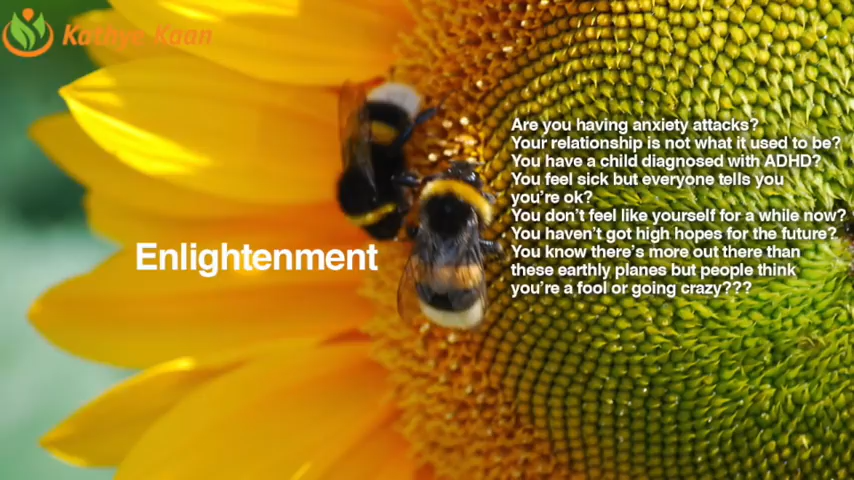 Kathye Kaan
Enlightenment
Are you having anxiety attacks?
Your relationship is not what it used to be?
You have a child diagnosed with ADHD?
You feel sick but everyone tells you
you're ok?
You don't feel like yourself for a while now?
You haven't got high hopes for the future?
You know there's more out there than
these earthly planes but people think
you're a fool or going crazy???